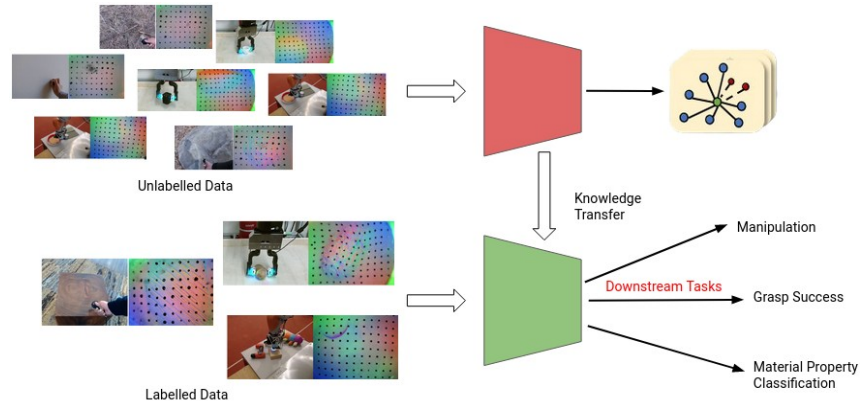 Unlabelled Data
Knowledge
Transfer
Manipulation
Downstream Tasks
Grasp Success
Material Property
Classification
Labelled Data